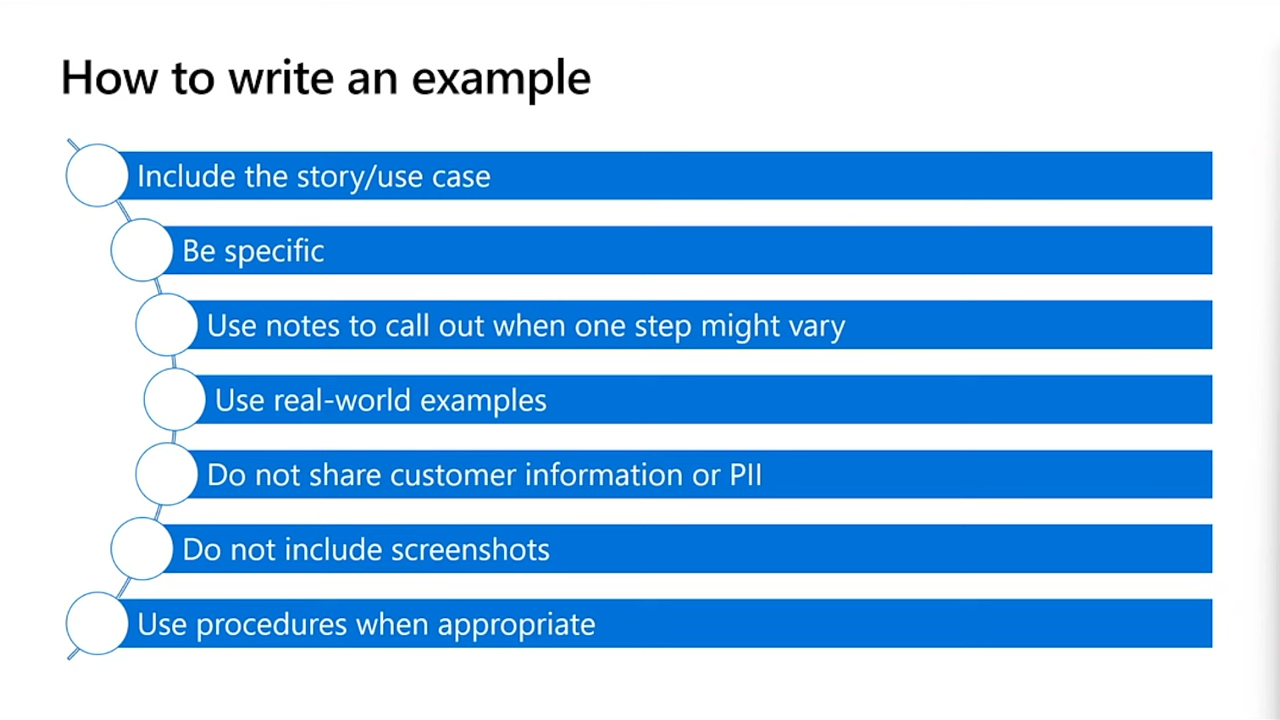 How to write an example
Include the story/use case
Be specific
Use notes to call out when one step might vary
Use real-world examples
Do not share customer information or PII
Do not include screenshots
Use procedures when appropriate